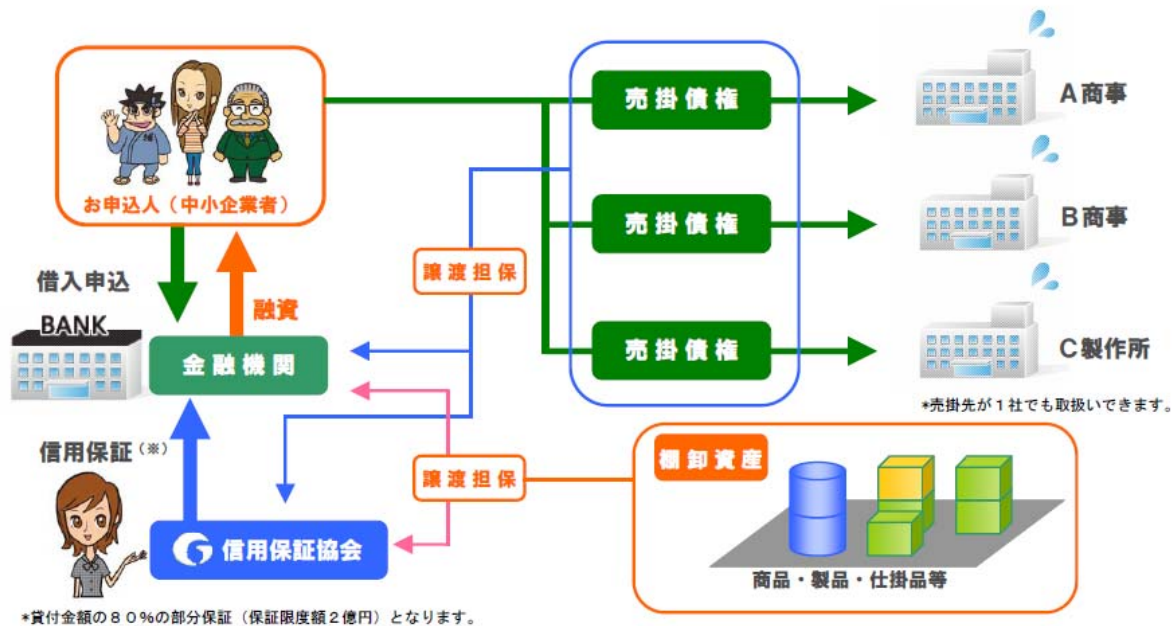 お申込人（中小企業者）
売掛債権
A商事
売掛債権
B商事
売掛債権
C製作所
*売掛先が１社でも取扱いできます。
借入申込
融資
BANK
金融機関
譲渡担保
信用保証（※）
信用保証協会
譲渡担保
棚卸資産
商品・製品・仕掛品等
*貸付金額の８０％の部分保証（保証限度額２億円）となります。